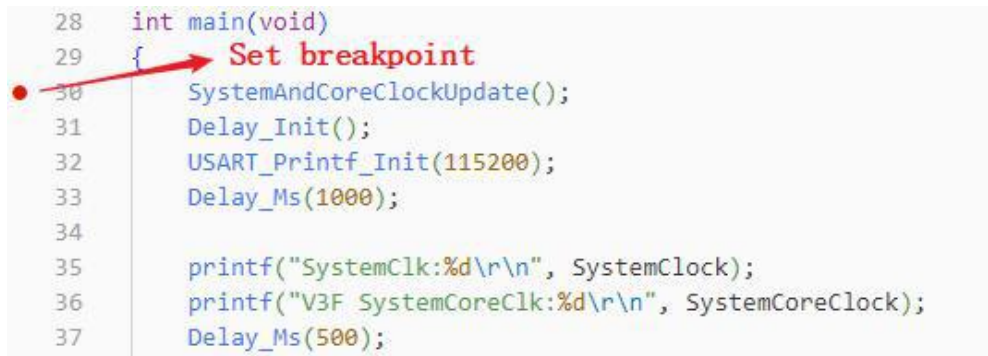 28 int main(void)
29 { Set breakpoint
30 SystemAndCoreClockUpdate();
31 Delay_Init();
32 USART_Printf_Init(115200);
33 Delay_Ms(1000);
34
35 printf("SystemClk:%d\r\n", SystemClock);
36 printf("V3F SystemCoreClk:%d\r\n", SystemCoreClock);
37 Delay_Ms(500);